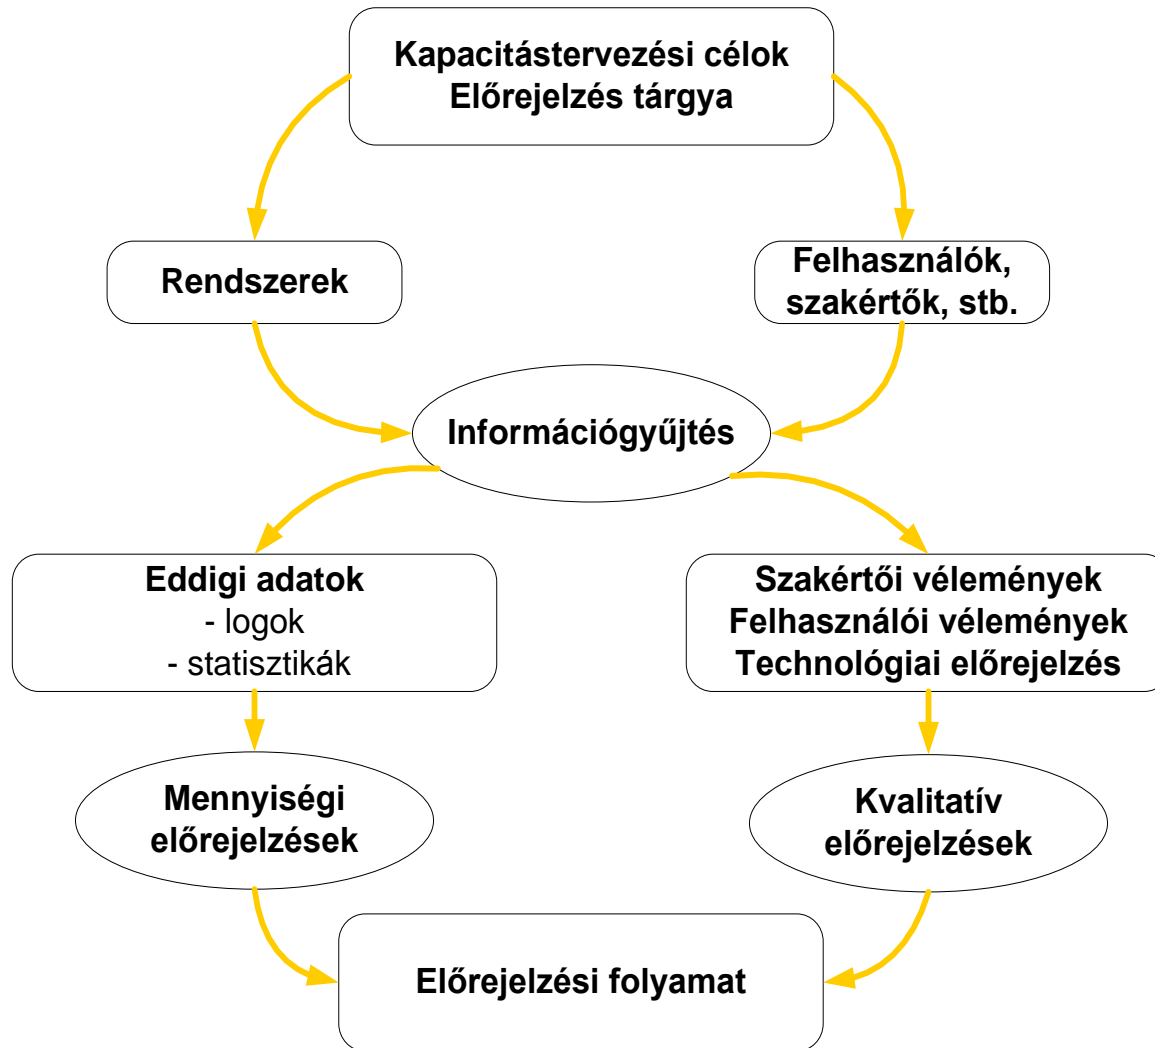 Kapacitástervezési célok
Előrejelzés tárgya
Rendszerek
Felhasználók,
szakértők, stb.
Információgyűjtés
Eddigi adatok
- logok
- statisztikák
Szakértői vélemények
Felhasználói vélemények
Technológiai előrejelzés
Mennyiségi
előrejelzések
Kvalitatív
előrejelzések
Előrejelzési folyamat